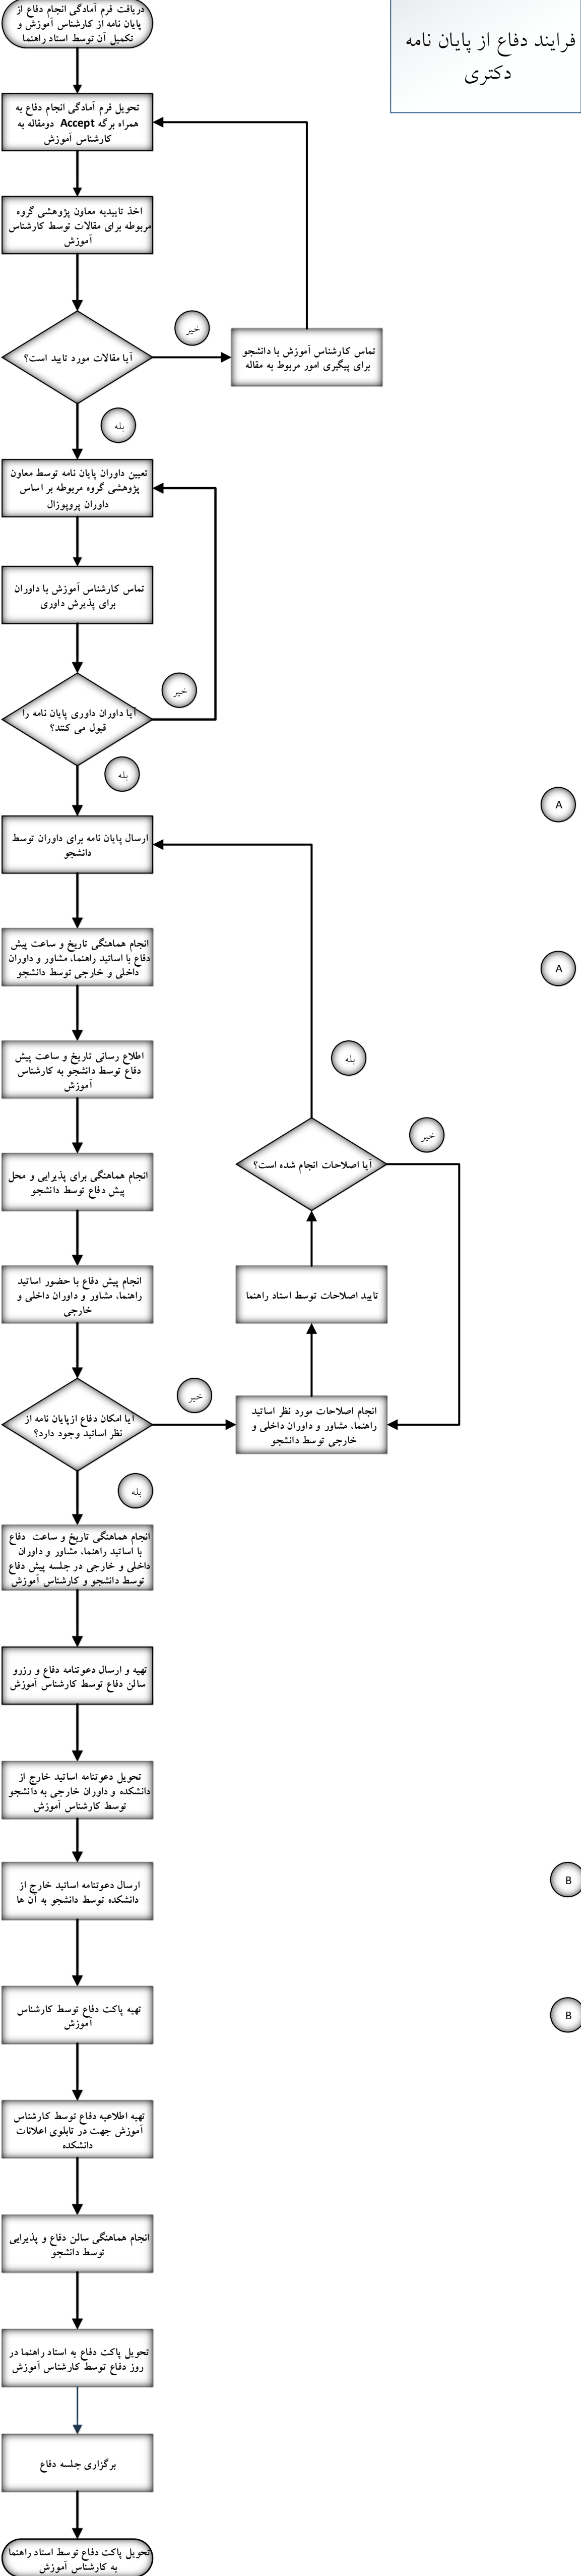 فرایند دفاع از پایان نامه
دکتری
دریافت فرم آمادگی انجام دفاع از
پایان نامه از کارشناس آموزش و
تکمیل آن توسط استاد راهنما
تحویل فرم آمادگی انجام دفاع به
همراه برگه Accept دومقاله به
کارشناس آموزش
اخذ تاییدیه معاون پژوهشی گروه
مربوطه برای مقالات توسط کارشناس
آموزش
آیا مقالات مورد تایید است؟
خیر
تماس کارشناس آموزش با دانشجو
برای پیگیری امور مربوط به مقاله
بله
تعیین داوران پایان نامه توسط معاون
پژوهشی گروه مربوطه بر اساس
داوران پروپوزال
تماس کارشناس آموزش با داوران
برای پذیرش داوری
خیر
آیا داوران داوری پایان نامه را
قبول می کنند؟
بله
A
ارسال پایان نامه برای داوران توسط
دانشجو
انجام هماهنگی تاریخ و ساعت پیش
دفاع با اساتید راهنما، مشاور و داوران
داخلی و خارجی توسط دانشجو
A
اطلاع رسانی تاریخ و ساعت پیش
دفاع توسط دانشجو به کارشناس
آموزش
بله
خیر
آیا اصلاحات انجام شده است؟
انجام هماهنگی برای پذیرایی و محل
پیش دفاع توسط دانشجو
انجام پیش دفاع با حضور اساتید
راهنما، مشاور و داوران داخلی و
خارجی
تایید اصلاحات توسط استاد راهنما
آیا امکان دفاع ازپایان نامه از
نظر اساتید وجود دارد؟
خیر
انجام اصلاحات مورد نظر اساتید
راهنما، مشاور و داوران داخلی و
خارجی توسط دانشجو
بله
انجام هماهنگی تاریخ و ساعت دفاع
با اساتید راهنما، مشاور و داوران
داخلی و خارجی در جلسه پیش دفاع
توسط دانشجو و کارشناس آموزش
تهیه و ارسال دعوتنامه دفاع و رزرو
سالن دفاع توسط کارشناس آموزش
تحویل دعوتنامه اساتید خارج از
دانشکده و داوران خارجی به دانشجو
توسط کارشناس آموزش
ارسال دعوتنامه اساتید خارج از
دانشکده توسط دانشجو به آن ها
B
تهیه پاکت دفاع توسط کارشناس
آموزش
B
تهیه اطلاعیه دفاع توسط کارشناس
آموزش جهت در تابلوی اعلانات
دانشکده
انجام هماهنگی سالن دفاع و پذیرایی
توسط دانشجو
تحویل پاکت دفاع به استاد راهنما در
روز دفاع توسط کارشناس آموزش
برگزاری جلسه دفاع
تحویل پاکت دفاع توسط استاد راهنما
به کارشناس آموزش